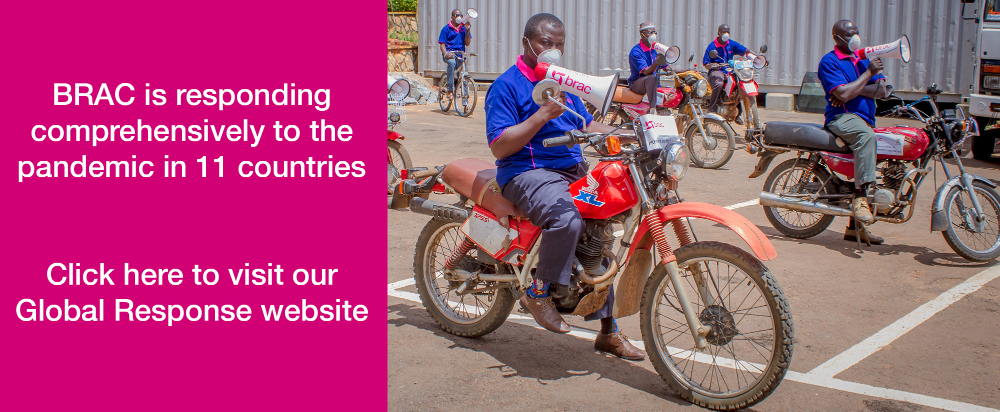 BRAC is responding
comprehensively to the
pandemic in 11 countries
Click here to visit our
Global Response website
brac
brac
brac
brac
HONDA
XL
125S